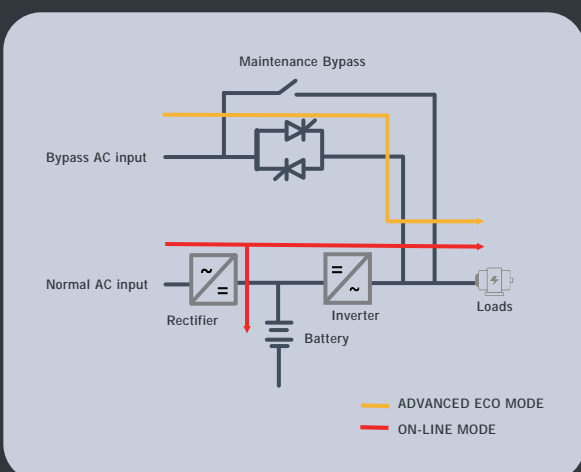 Maintenance Bypass
Bypass AC input
Normal AC input
Rectifier
Inverter
Battery
Loads
ADVANCED ECO MODE
ON-LINE MODE